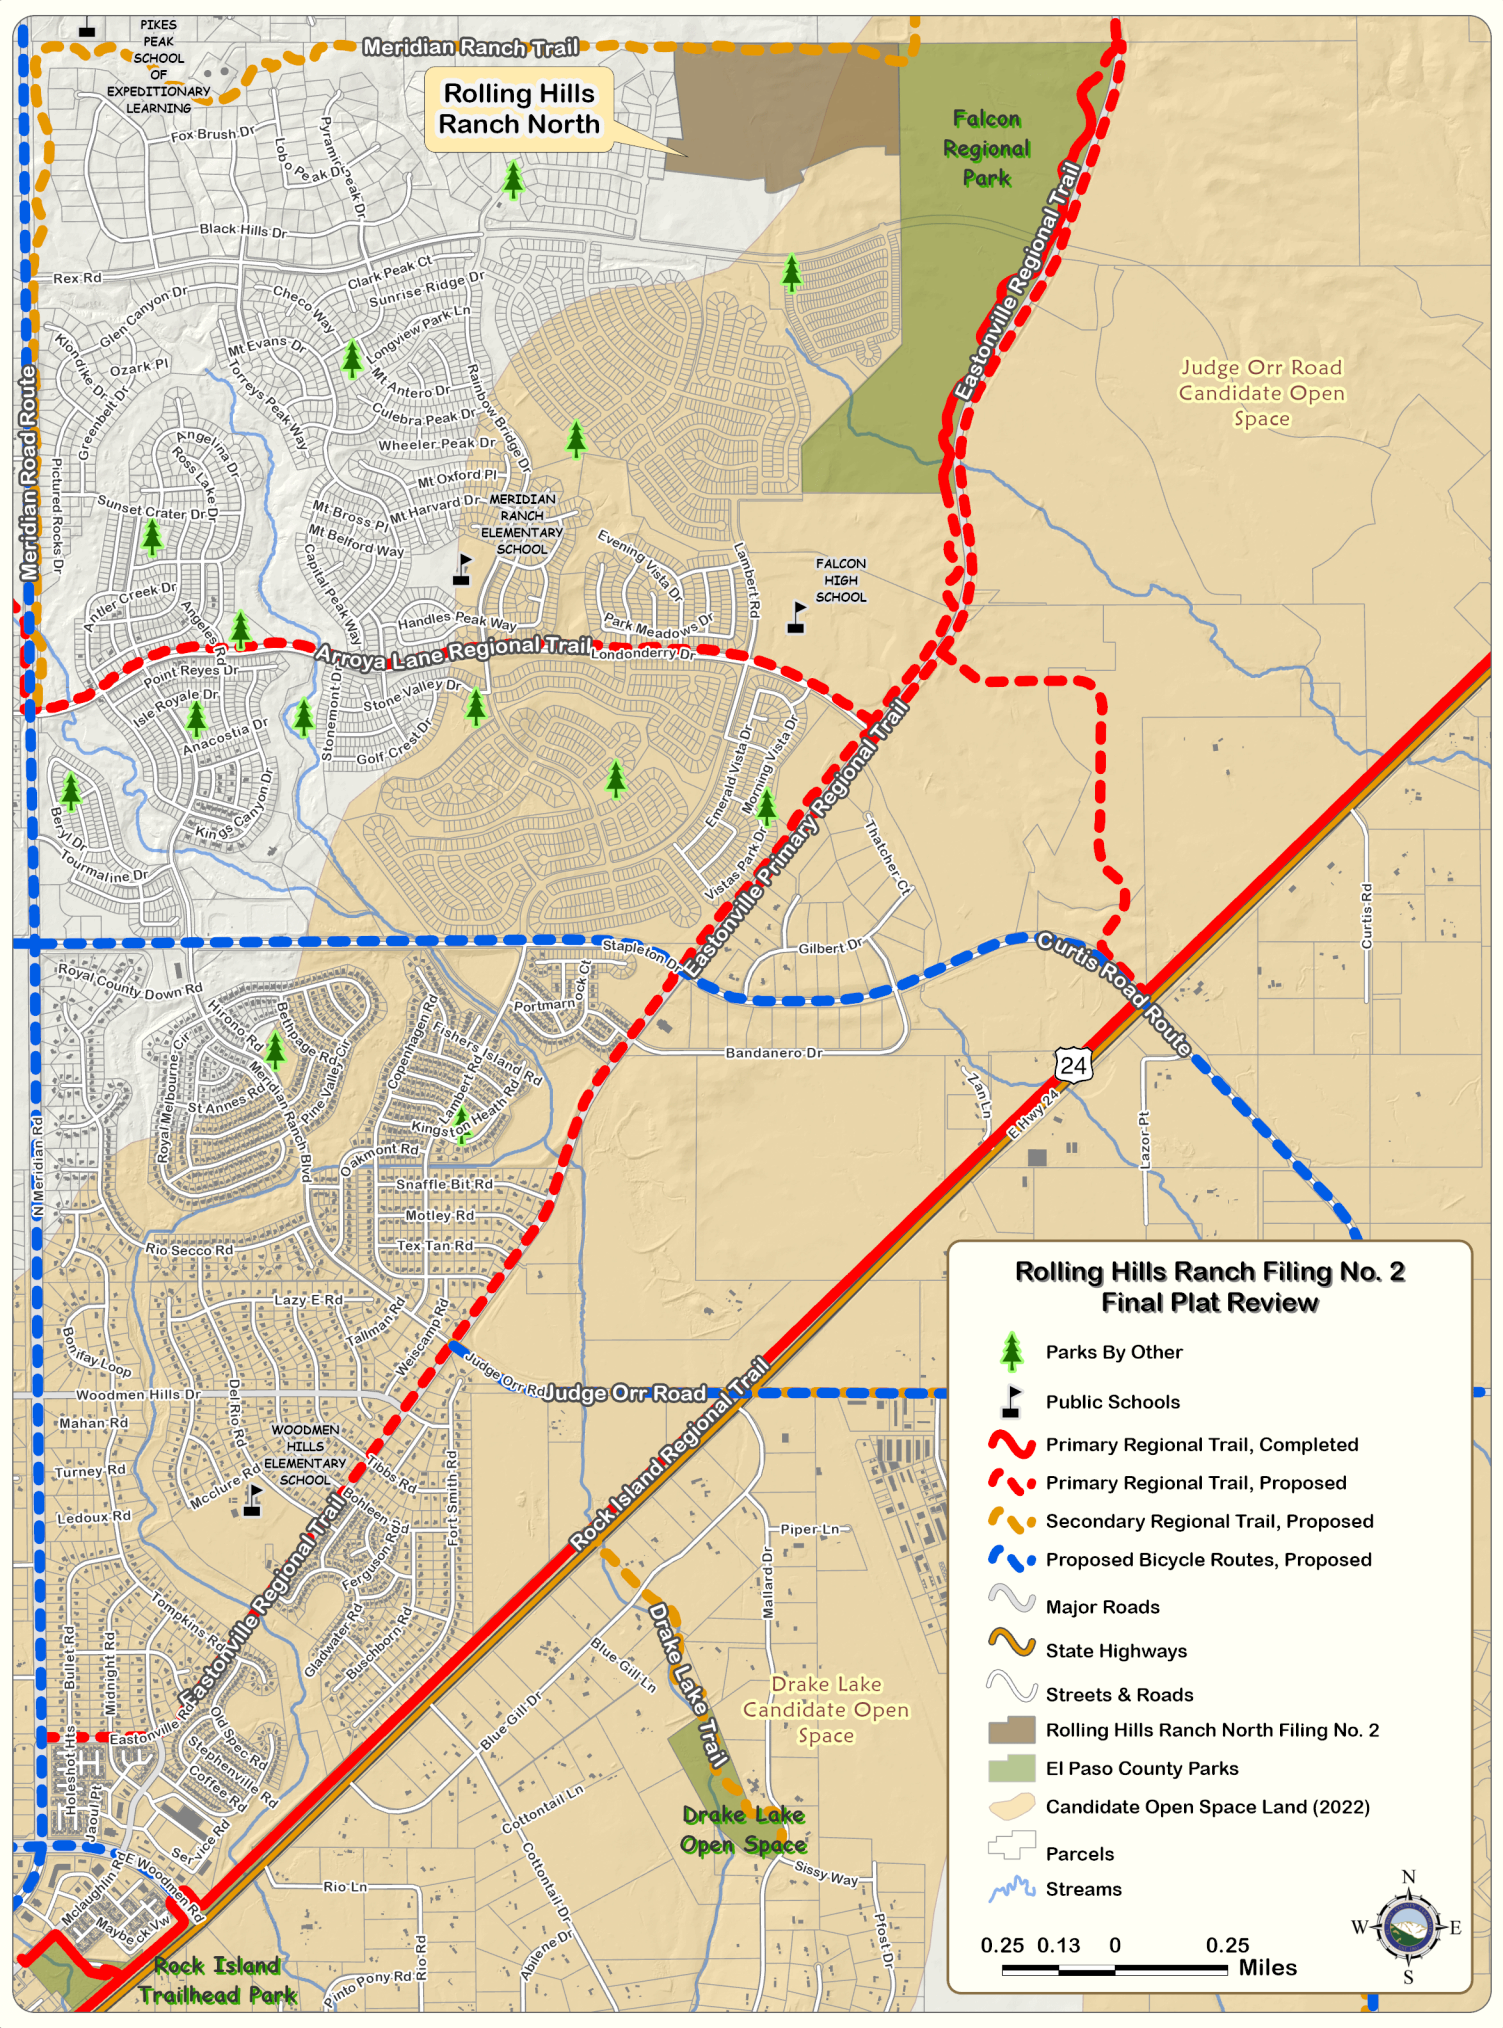 PIKES
PEAK
SCHOOL
OF
EXPEDITIONARY
LEARNING
Meridian Ranch Trail
Rolling Hills
Ranch North
Falcon
Regional
Park
Fox Brush Dr
Lobo Peak Dr
Pyramid Peak Dr
Black Hills Dr
Rex Rd
Clark Peak Ct
Sunrise Ridge Dr
Checo Way
Longview Park Ln
Glen Canyon Dr
Klondike Dr
Ozark Pl
Greenbelt Dr
Mt Evans Dr
Torreys Peak Way
Mt Antero Dr
Culebra Peak Dr
Wheeler Peak Dr
Rainbow Bridge Dr
Mt Oxford Pl
Mt Harvard Dr
Mt Bross Pl
Mt Belford Way
Capital Peak Way
Angelina Dr
Ross Lake Dr
Sunset Crater Dr
Pictured Rocks Dr
Meridian Road Route
Eastonville Regional Trail
Judge Orr Road
Candidate Open
Space
MERIDIAN
RANCH
ELEMENTARY
SCHOOL
Evening Vista Dr
Lambert Rd
FALCON
HIGH
SCHOOL
Antler Creek Dr
Angeles Rd
Handles Peak Way
Park Meadows Dr
Arroya Lane Regional Trail
Londonderry Dr
Point Reyes Dr
Isle Royale Dr
Anacostia Dr
Stonemont Dr
Stone Valley Dr
Golf Crest Dr
Kings Canyon Dr
Beryl Dr
Tourmaline Dr
Emerald Vista Dr
Morning Vista Dr
Vistas Park Dr
Eastonville Primary Regional Trail
Thatcher Ct
Gilbert Dr
Stapleton Dr
Curtis Road Route
Curtis Rd
Royal County Down Rd
Hirono Rd
Bethpage Rd
Pine Valley Cir
Royal Melbourne Cir
St Annes Rd
Meridian Ranch Blvd
Copenhagen Rd
Fishers Island Rd
Lambert Rd
Kingston Heath Rd
Portmarnock Ct
Bandanero Dr
Zan Ln
24
E Hwy 24
Lazor Pt
N Meridian Rd
Oakmont Rd
Snaffle Bit Rd
Motley Rd
Tex Tan Rd
Rio Secco Rd
Lazy E Rd
Tallman Rd
Weiscamp Rd
Bonifay Loop
Judge Orr Rd
Judge Orr Road
Woodmen Hills Dr
Del Rio Rd
Mahan Rd
Turney Rd
Mcclure Rd
Ledoux Rd
WOODMEN
HILLS
ELEMENTARY
SCHOOL
Tibbs Rd
Bohleen Rd
Ferguson Rd
Fort Smith Rd
Rock Island Regional Trail
Piper Ln
Mallard Dr
Eastonville Regional Trail
Tompkins Rd
Gladwater Rd
Buschborn Rd
Bullet Rd
Midnight Rd
Blue Gill Ln
Blue Gill Dr
Drake Lake Trail
Drake Lake
Candidate Open
Space
Eastonville Rd
Old Spec Rd
Stephenville Rd
Coffee Rd
Holeshot Hts
Jaoul Pt
Service Rd
Cottontail Ln
Cottontail Dr
Drake Lake
Open Space
Sissy Way
Pfost Dr
E Woodmen Rd
Mclaughlin Rd
Maybeck Vw
Rio Ln
Rio Rd
Abilene Dr
Pinto Pony Rd
Rock Island
Trailhead Park
Rolling Hills Ranch Filing No. 2
Final Plat Review
Parks By Other
Public Schools
Primary Regional Trail, Completed
Primary Regional Trail, Proposed
Secondary Regional Trail, Proposed
Proposed Bicycle Routes, Proposed
Major Roads
State Highways
Streets & Roads
Rolling Hills Ranch North Filing No. 2
El Paso County Parks
Candidate Open Space Land (2022)
Parcels
Streams
N
W
E
S
0.25 0.13 0 0.25
Miles